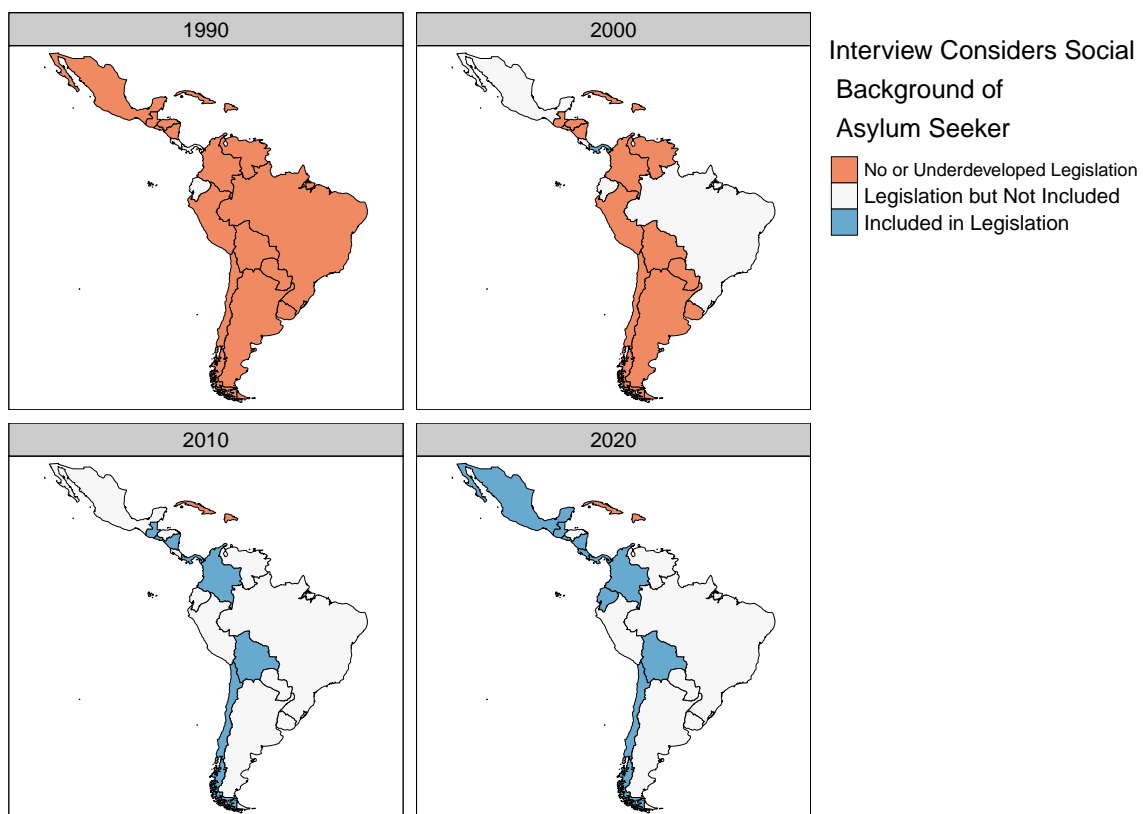 1990
2000
Interview Considers Social
Background of
Asylum Seeker
No or Underdeveloped Legislation
Legislation but Not Included
Included in Legislation
2010
2020